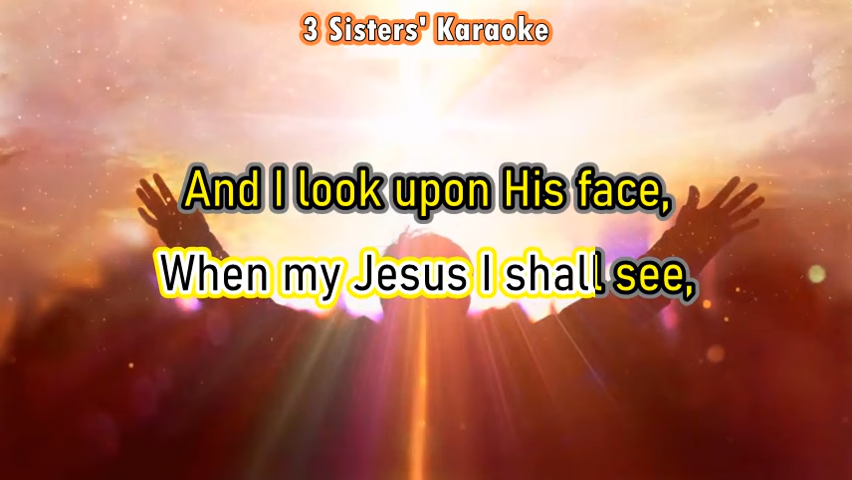 3 Sisters' Karaoke
And I look upon His face,
When my Jesus I shall see,